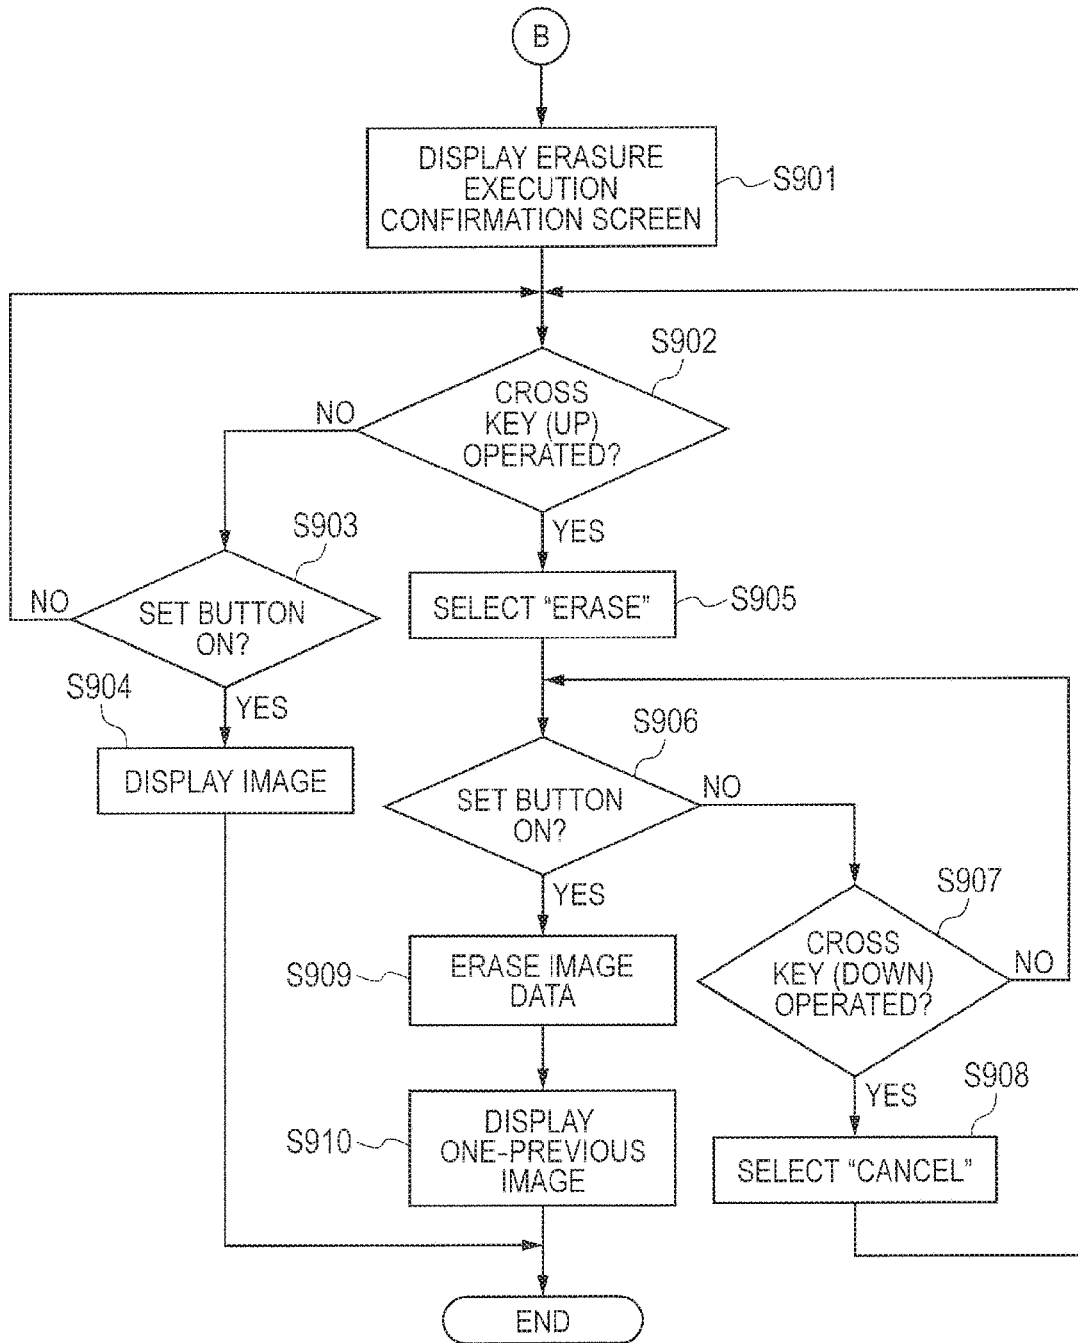 B
DISPLAY ERASURE
EXECUTION
CONFIRMATION SCREEN
S901
S902
CROSS
KEY (UP)
OPERATED?
NO
YES
S903
SET BUTTON
ON?
NO
YES
S904
DISPLAY IMAGE
SELECT "ERASE"
S905
S906
SET BUTTON
ON?
NO
YES
S907
CROSS
KEY (DOWN)
OPERATED?
NO
YES
S909
ERASE IMAGE
DATA
S908
SELECT "CANCEL"
S910
DISPLAY
ONE-PREVIOUS
IMAGE
END